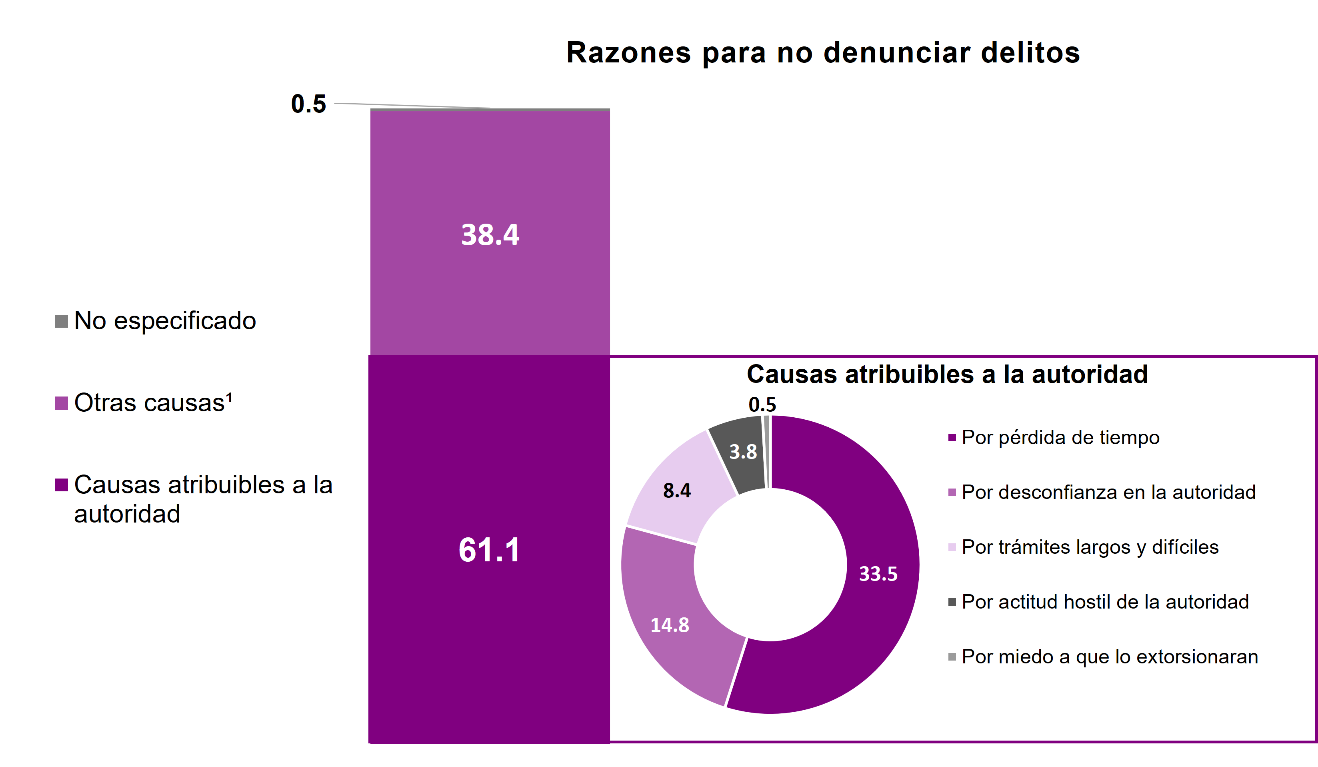 Razones para no denunciar delitos
0.5
38.4
No especificado
Otras causas¹
Causas atribuibles a la
autoridad
61.1
Causas atribuibles a la autoridad
0.5
3.8
8.4
14.8
33.5
Por pérdida de tiempo
Por desconfianza en la autoridad
Por trámites largos y difíciles
Por actitud hostil de la autoridad
Por miedo a que lo extorsionaran